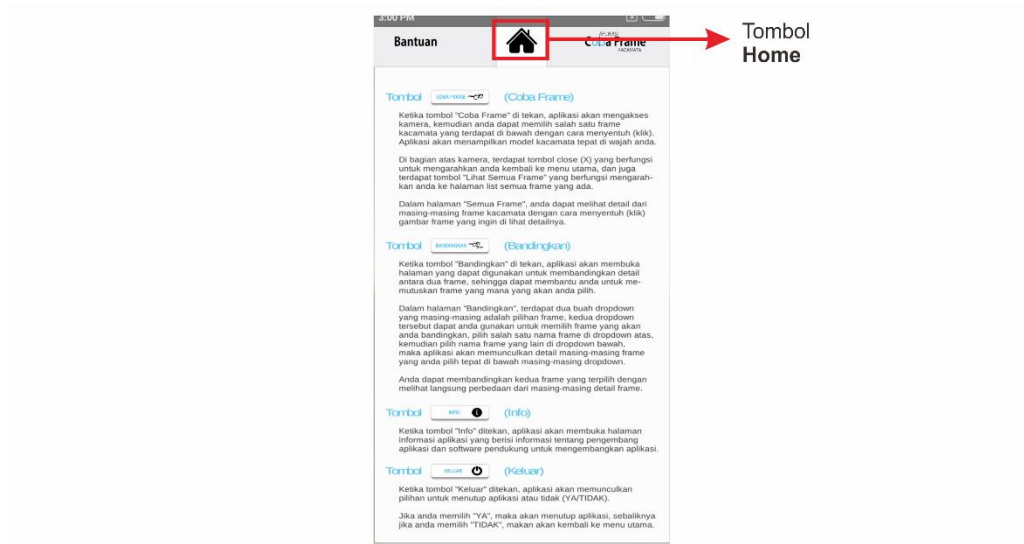 3:00 PM
Bantuan
APLIKASI
Coba Frame
KACAMATA
Tombol
Home
Tombol COBA FRAME (Coba Frame)
Ketika tombol "Coba Frame" di tekan, aplikasi akan mengakses
kamera, kemudian anda dapat memilih salah satu frame
kacamata yang terdapat di bawah dengan cara menyentuh (klik).
Aplikasi akan menampilkan model kacamata tepat di wajah anda.
Di bagian atas kamera, terdapat tombol close (X) yang berfungsi
untuk mengarahkan anda kembali ke menu utama, dan juga
terdapat tombol "Lihat Semua Frame" yang berfungsi mengarah-
kan anda ke halaman list semua frame yang ada.
Dalam halaman "Semua Frame", anda dapat melihat detail dari
masing-masing frame kacamata dengan cara menyentuh (klik)
gambar frame yang ingin di lihat detailnya.
Tombol BANDINGKAN (Bandingkan)
Ketika tombol "Bandingkan" di tekan, aplikasi akan membuka
halaman yang dapat digunakan untuk membandingkan detail
antara dua frame, sehingga dapat membantu anda untuk me-
mutuskan frame yang mana yang akan anda pilih.
Dalam halaman "Bandingkan", terdapat dua buah dropdown
yang masing-masing adalah pilihan frame, kedua dropdown
tersebut dapat anda gunakan untuk memilih frame yang akan
anda bandingkan, pilih salah satu nama frame di dropdown atas,
kemudian pilih nama frame yang lain di dropdown bawah,
maka aplikasi akan memunculkan detail masing-masing frame
yang anda pilih tepat di bawah masing-masing dropdown.
Anda dapat membandingkan kedua frame yang terpilih dengan
melihat langsung perbedaan dari masing-masing detail frame.
Tombol INFO (Info)
Ketika tombol "Info" ditekan, aplikasi akan membuka halaman
informasi aplikasi yang berisi informasi tentang pengembang
aplikasi dan software pendukung untuk mengembangkan aplikasi.
Tombol KELUAR (Keluar)
Ketika tombol "Keluar" ditekan, aplikasi akan memunculkan
pilihan untuk menutup aplikasi atau tidak (YA/TIDAK).
Jika anda memilih "YA", maka akan menutup aplikasi, sebaliknya
jika anda memilih "TIDAK", makan akan kembali ke menu utama.